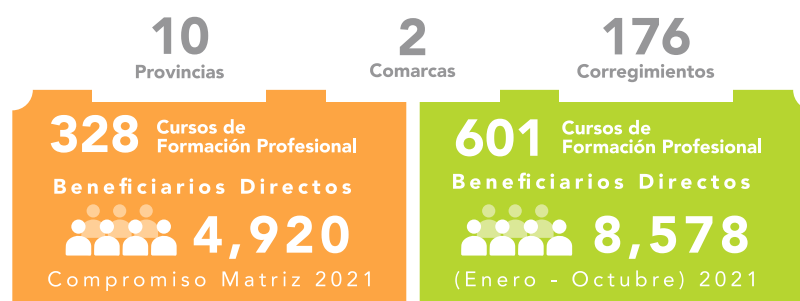 10
Provincias
2
Comarcas
176
Corregimientos
328 Cursos de
Formación Profesional
Beneficiarios Directos
4,920
Compromiso Matriz 2021
601 Cursos de
Formación Profesional
Beneficiarios Directos
8,578
(Enero - Octubre) 2021